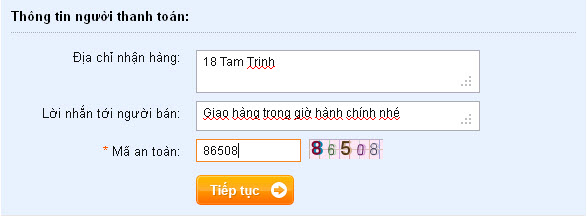 Thông tin người thanh toán:
Địa chỉ nhận hàng: 18 Tam Trinh
Lời nhắn tới người bán: Giao hàng trong giờ hành chính nhé
* Mã an toàn: 86508 86508
Tiếp tục